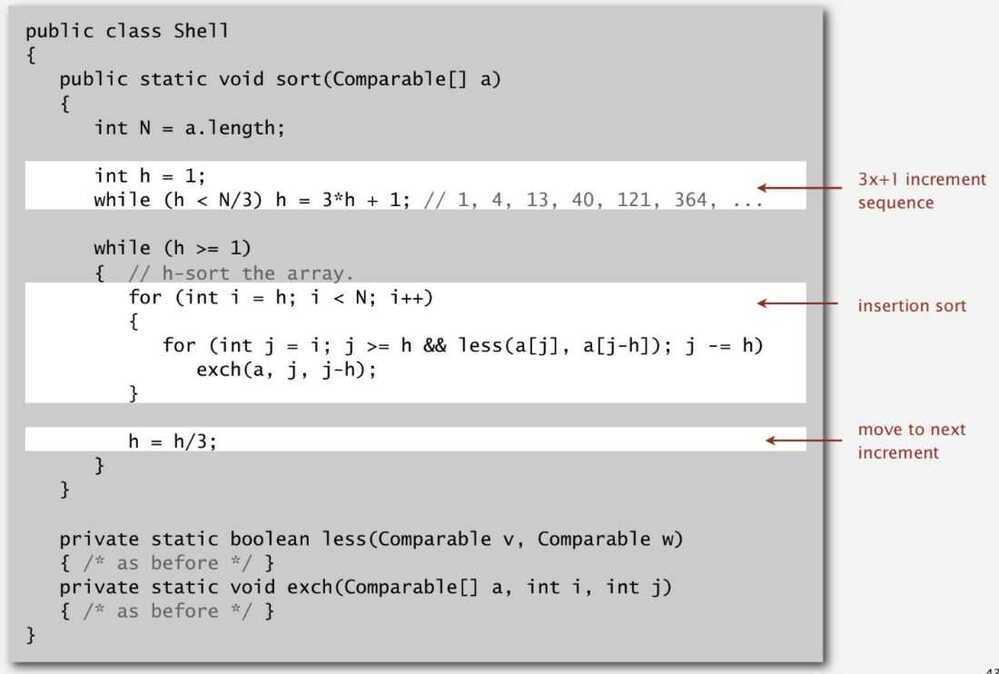 public class Shell
{
public static void sort(Comparable[] a)
{
int N = a.length;
int h = 1;
while (h < N/3) h = 3*h + 1; // 1, 4, 13, 40, 121, 364, ...
3x+1 increment
sequence
while (h >= 1)
{ // h-sort the array.
for (int i = h; i < N; i++)
insertion sort
{
for (int j = i; j >= h && less(a[j], a[j-h]); j -= h)
exch(a, j, j-h);
}
h = h/3;
move to next
increment
}
}
private static boolean less(Comparable v, Comparable w)
{ /* as before */ }
private static void exch(Comparable[] a, int i, int j)
{ /* as before */ }
}